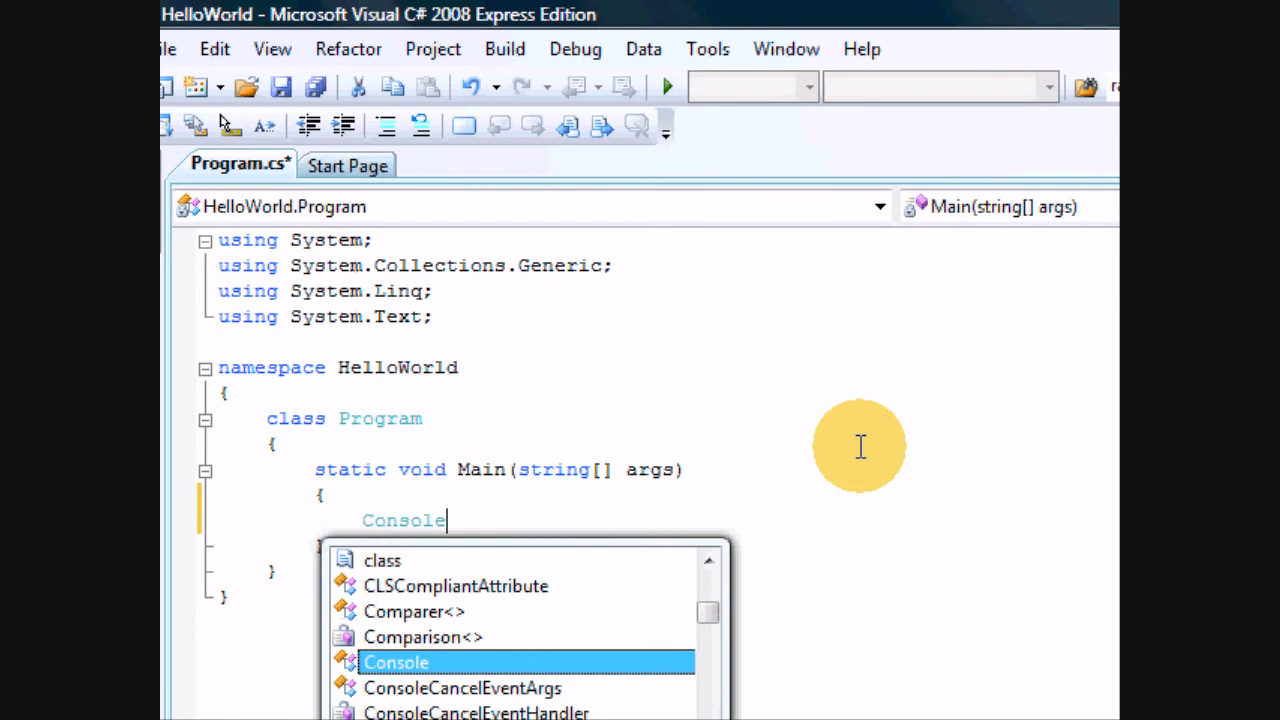 HelloWorld - Microsoft Visual C# 2008 Express Edition
ile Edit View Refactor Project Build Debug Data Tools Window Help
Program.cs* Start Page
HelloWorld.Program Main(string[] args)
using System;
using System.Collections.Generic;
using System.Linq;
using System.Text;
namespace HelloWorld
{
class Program
{
static void Main(string[] args)
{
Console
}
}
class
CLSCompliantAttribute
Comparer<>
Comparison<>
Console
ConsoleCancelEventArgs
ConsoleCancelEventHandler